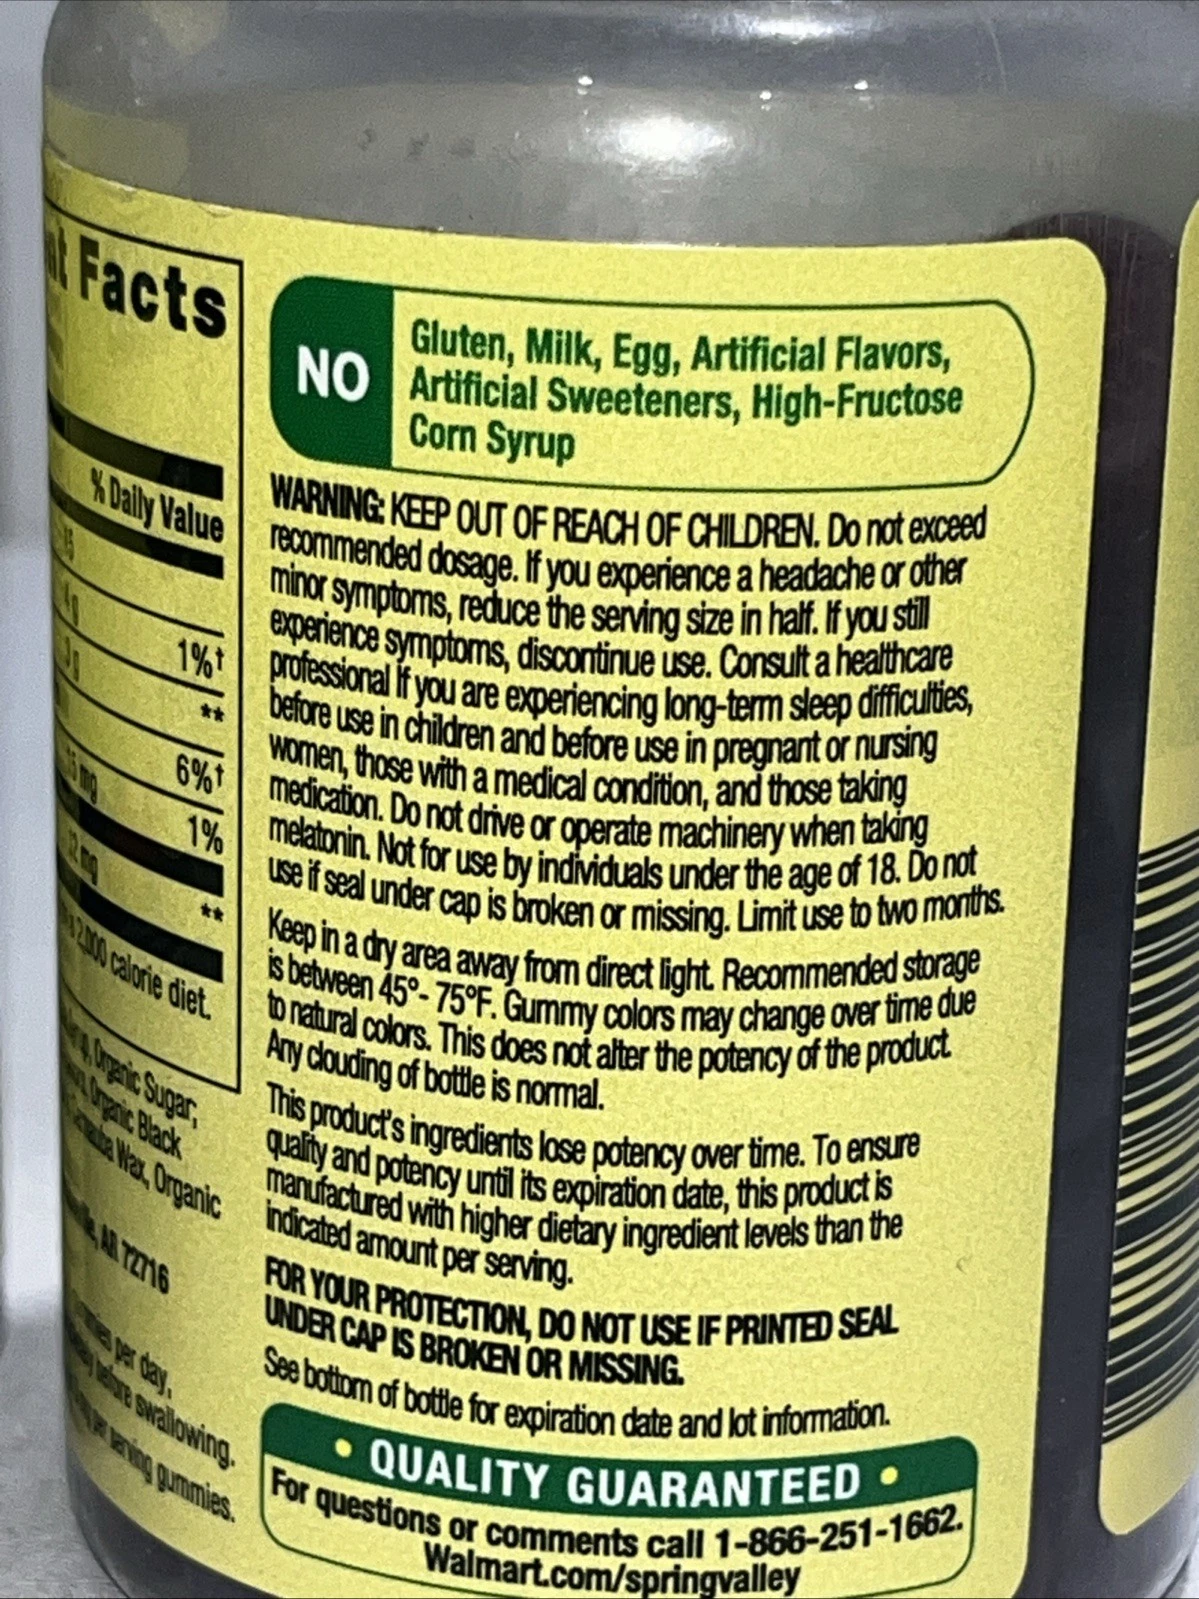 Facts
% Daily Value
1%†
**
6%†
1%
12 mg
**
2,000 calorie diet.
Organic Sugar,
Organic Black
Wax, Organic
AR 72716
per day.
before swallowing.
per serving gummies.
NO
Gluten, Milk, Egg, Artificial Flavors,
Artificial Sweeteners, High-Fructose
Corn Syrup
WARNING: KEEP OUT OF REACH OF CHILDREN. Do not exceed
recommended dosage. If you experience a headache or other
minor symptoms, reduce the serving size in half. If you still
experience symptoms, discontinue use. Consult a healthcare
professional if you are experiencing long-term sleep difficulties,
before use in children and before use in pregnant or nursing
women, those with a medical condition, and those taking
medication. Do not drive or operate machinery when taking
melatonin. Not for use by individuals under the age of 18. Do not
use if seal under cap is broken or missing. Limit use to two months.
Keep in a dry area away from direct light. Recommended storage
is between 45°- 75°F. Gummy colors may change over time due
to natural colors. This does not alter the potency of the product.
Any clouding of bottle is normal.
This product's ingredients lose potency over time. To ensure
quality and potency until its expiration date, this product is
manufactured with higher dietary ingredient levels than the
indicated amount per serving.
FOR YOUR PROTECTION, DO NOT USE IF PRINTED SEAL
UNDER CAP IS BROKEN OR MISSING.
See bottom of bottle for expiration date and lot information.
• QUALITY GUARANTEED •
For questions or comments call 1-866-251-1662.
Walmart.com/springvalley